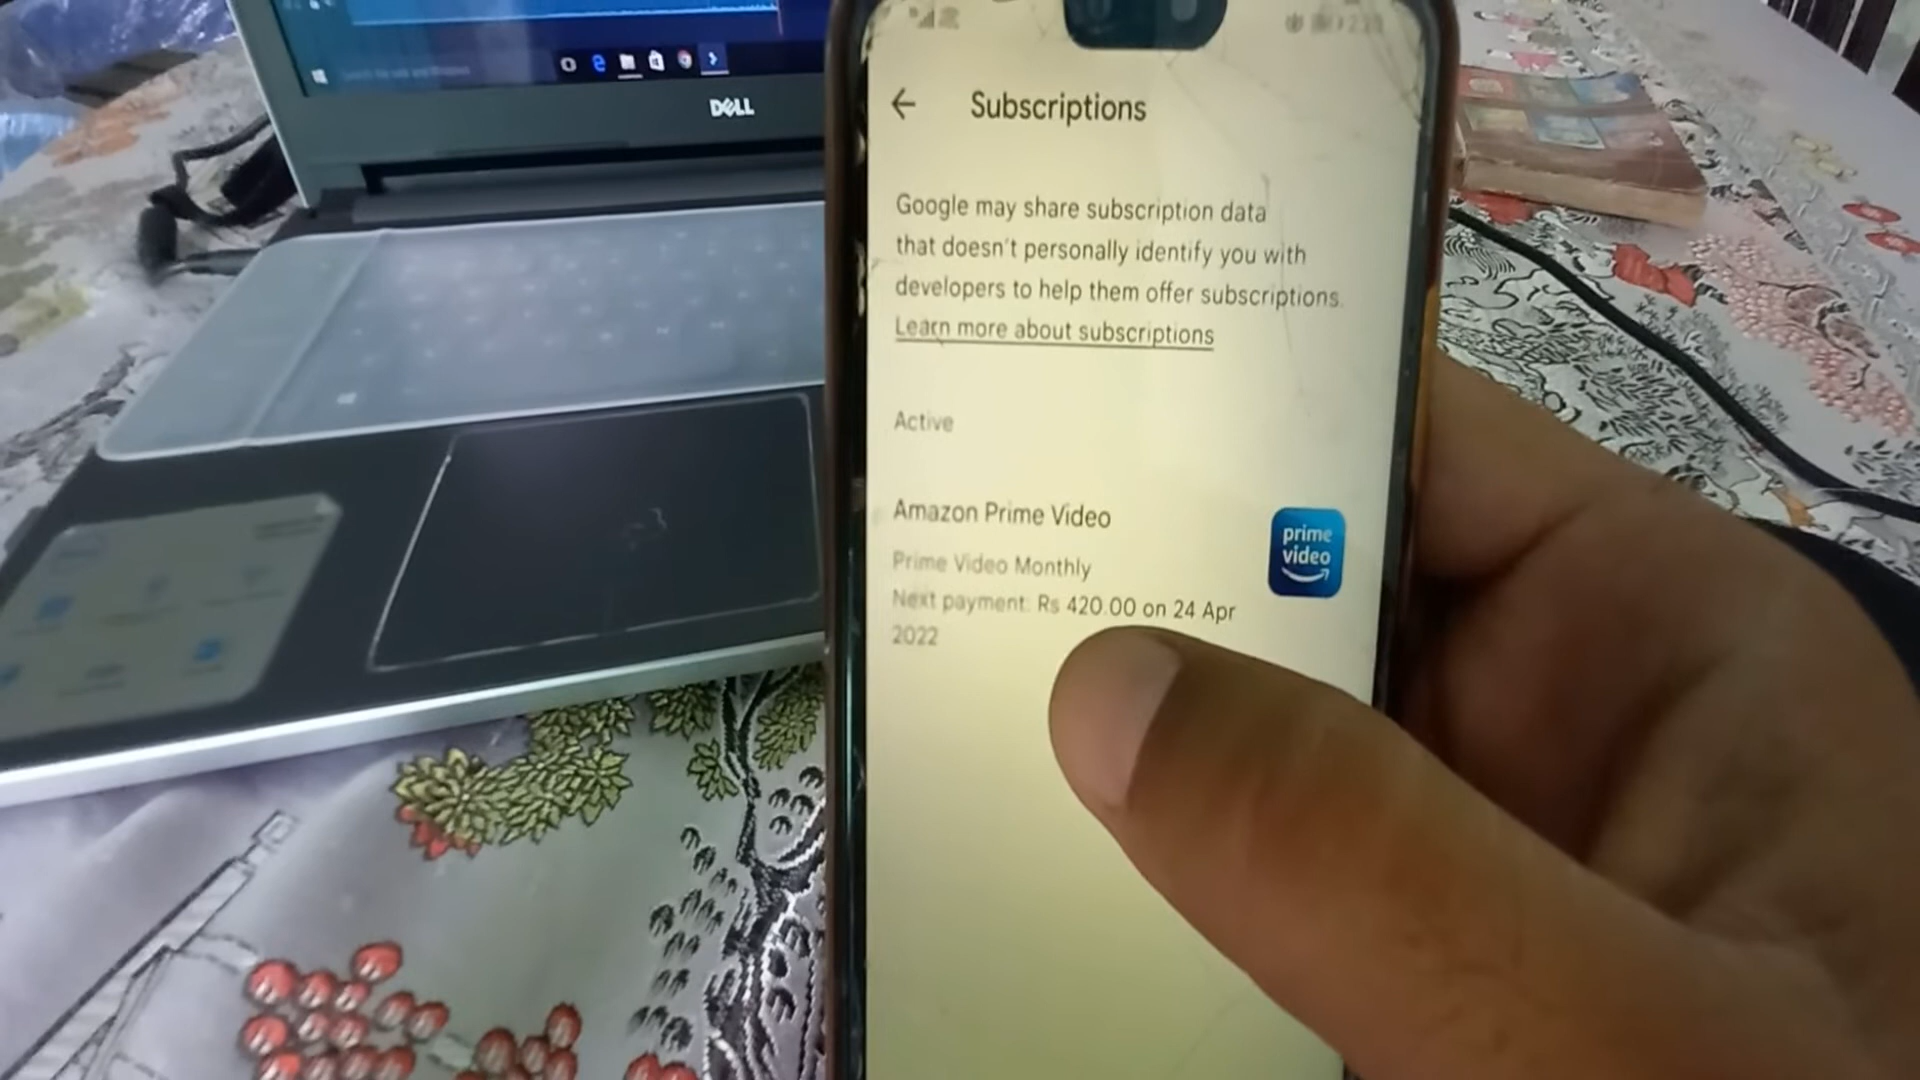 DELL
Subscriptions
Google may share subscription data
that doesn't personally identify you with
developers to help them offer subscriptions.
Learn more about subscriptions
Active
Amazon Prime Video
Prime Video Monthly
Next payment: Rs 420.00 on 24 Apr
2022
prime
video